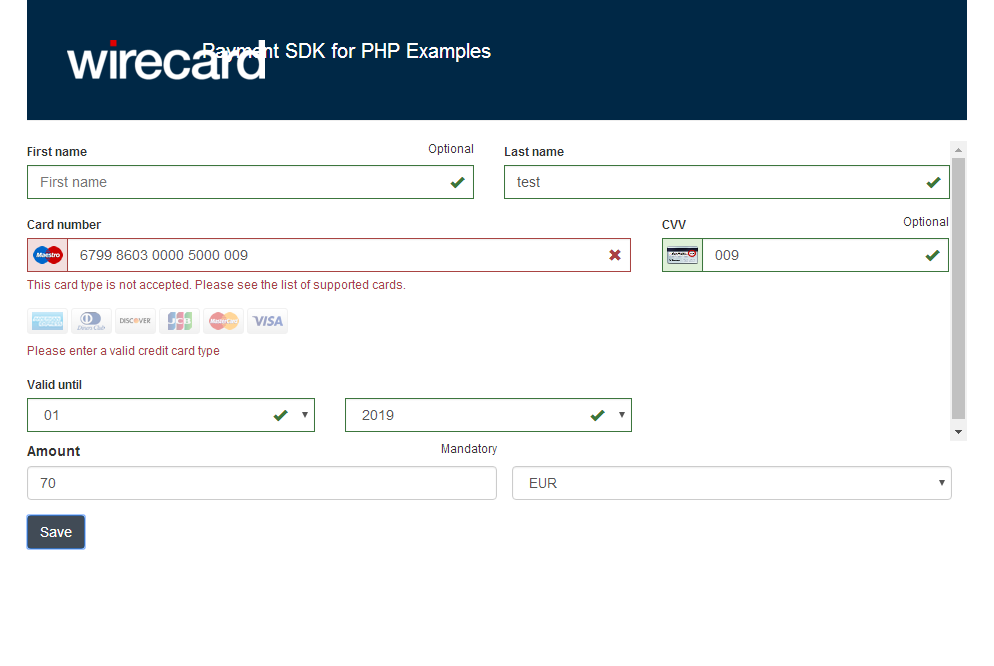 wirecard
Payment SDK for PHP Examples
First name Optional
Last name
First name
test
Card number
CVV Optional
Maestro 6799 8603 0000 5000 009
009
This card type is not accepted. Please see the list of supported cards.
DISCOVER JCB MasterCard VISA
Please enter a valid credit card type
Valid until
01
2019
Amount Mandatory
70
EUR
Save